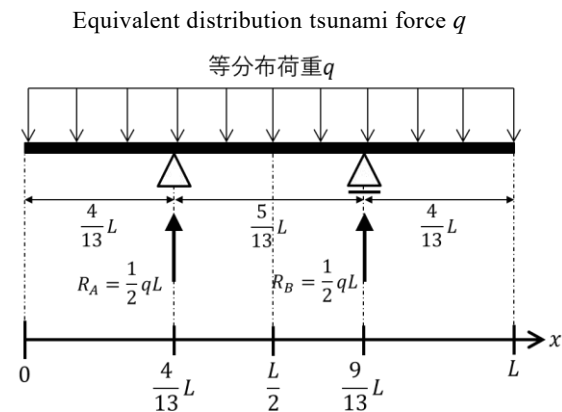 Equivalent distribution tsunami force q
等分布荷重q
4/13 L 5/13 L 4/13 L
R_A = 1/2 qL R_B = 1/2 qL
x
0 4/13 L L/2 9/13 L L